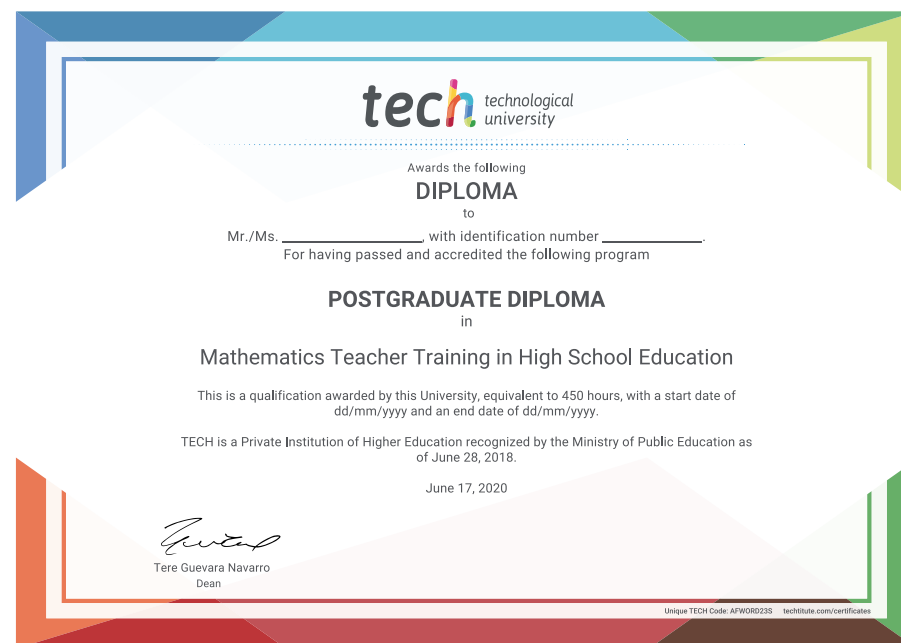 tech technological
university
Awards the following
DIPLOMA
to
Mr./Ms. ____________________, with identification number ______________.
For having passed and accredited the following program
POSTGRADUATE DIPLOMA
in
Mathematics Teacher Training in High School Education
This is a qualification awarded by this University, equivalent to 450 hours, with a start date of
dd/mm/yyyy and an end date of dd/mm/yyyy.
TECH is a Private Institution of Higher Education recognized by the Ministry of Public Education as
of June 28, 2018.
June 17, 2020
Tere Guevara Navarro
Dean
Unique TECH Code: AFWORD23S techtitute.com/certificates